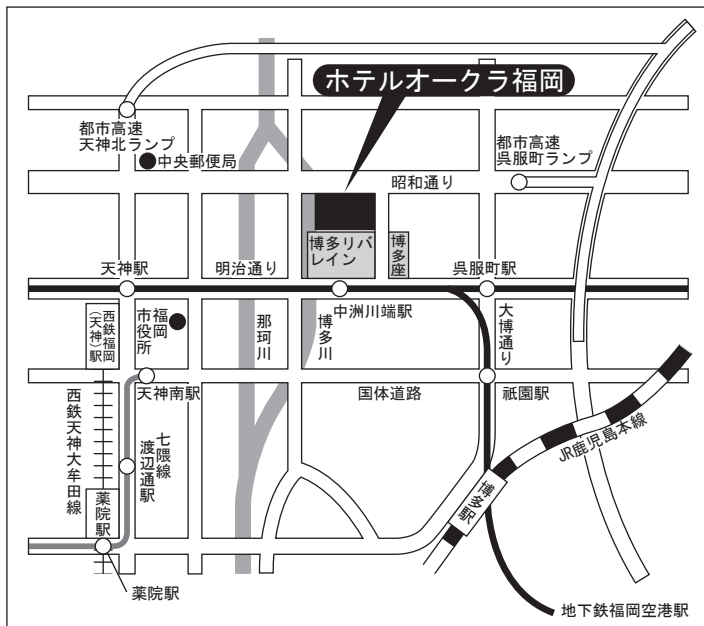 ホテルオークラ福岡
都市高速
天神北ランプ
中央郵便局
都市高速
呉服町ランプ
昭和通り
博多リバ
レイン
博多座
天神駅
明治通り
呉服町駅
中洲川端駅
西鉄福岡
(天神)駅
福岡
市役所
那珂川
博多川
大博通り
天神南駅
国体道路
祇園駅
西鉄天神大牟田線
七隈線
渡辺通駅
JR鹿児島本線
博多駅
薬院駅
薬院駅
地下鉄福岡空港駅